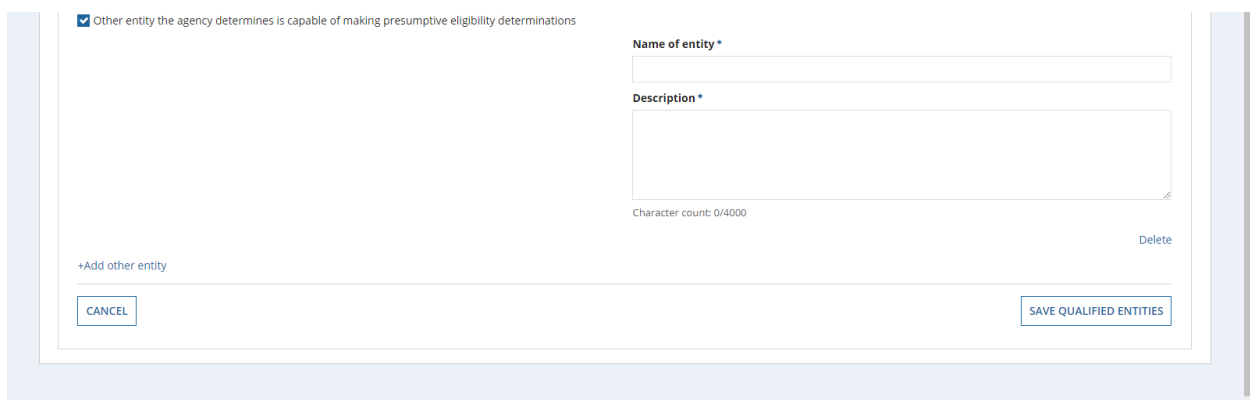 Other entity the agency determines is capable of making presumptive eligibility determinations
Name of entity *
Description *
Character count: 0/4000
Delete
+Add other entity
CANCEL
SAVE QUALIFIED ENTITIES